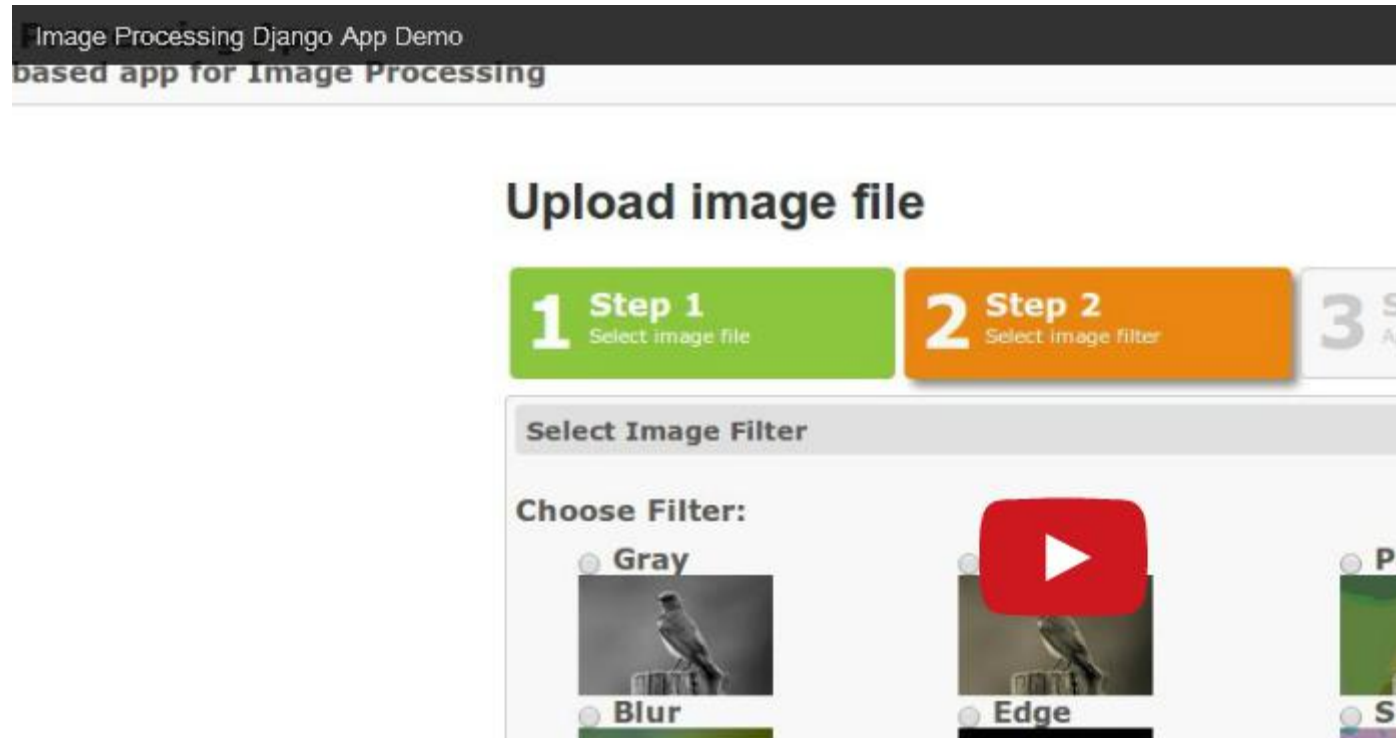 Image Processing Django App Demo
based app for Image Processing
Upload image file
1 Step 1
Select image file
2 Step 2
Select image filter
3
Select Image Filter
Choose Filter:
Gray
P
Blur
Edge
S